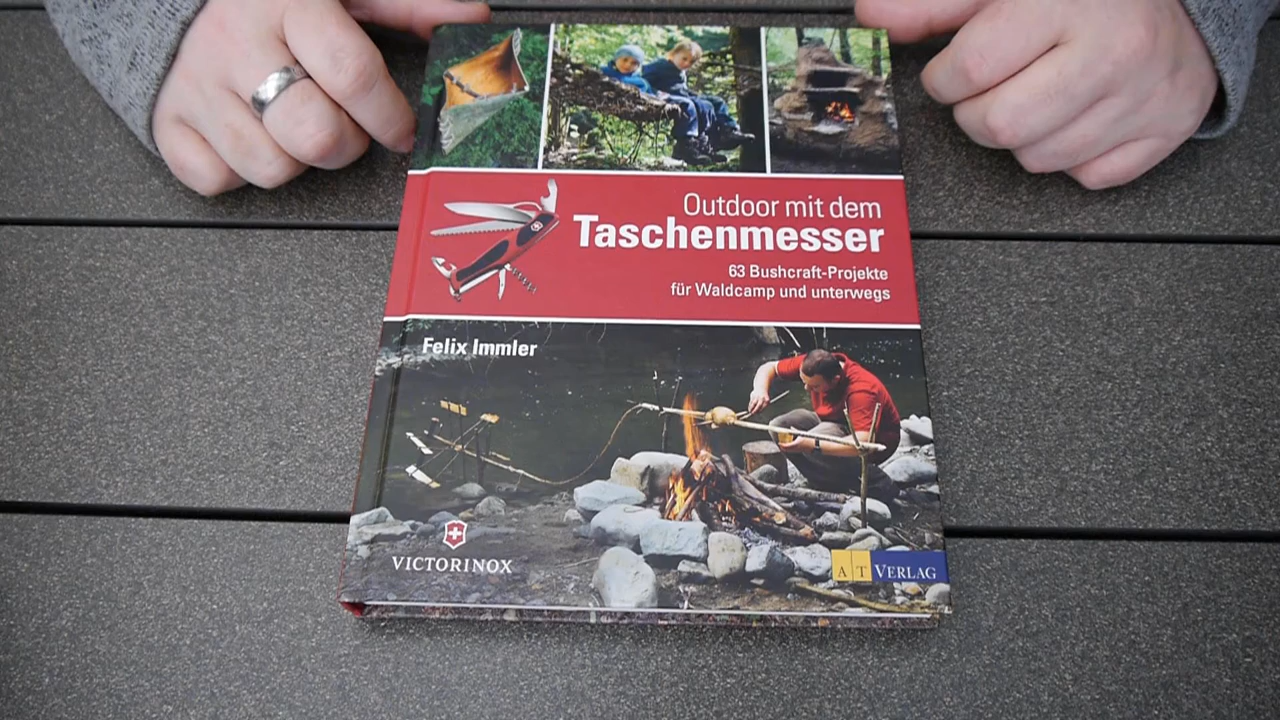 Outdoor mit dem
Taschenmesser
63 Bushcraft-Projekte
für Waldcamp und unterwegs
Felix Immler
VICTORINOX
AT VERLAG